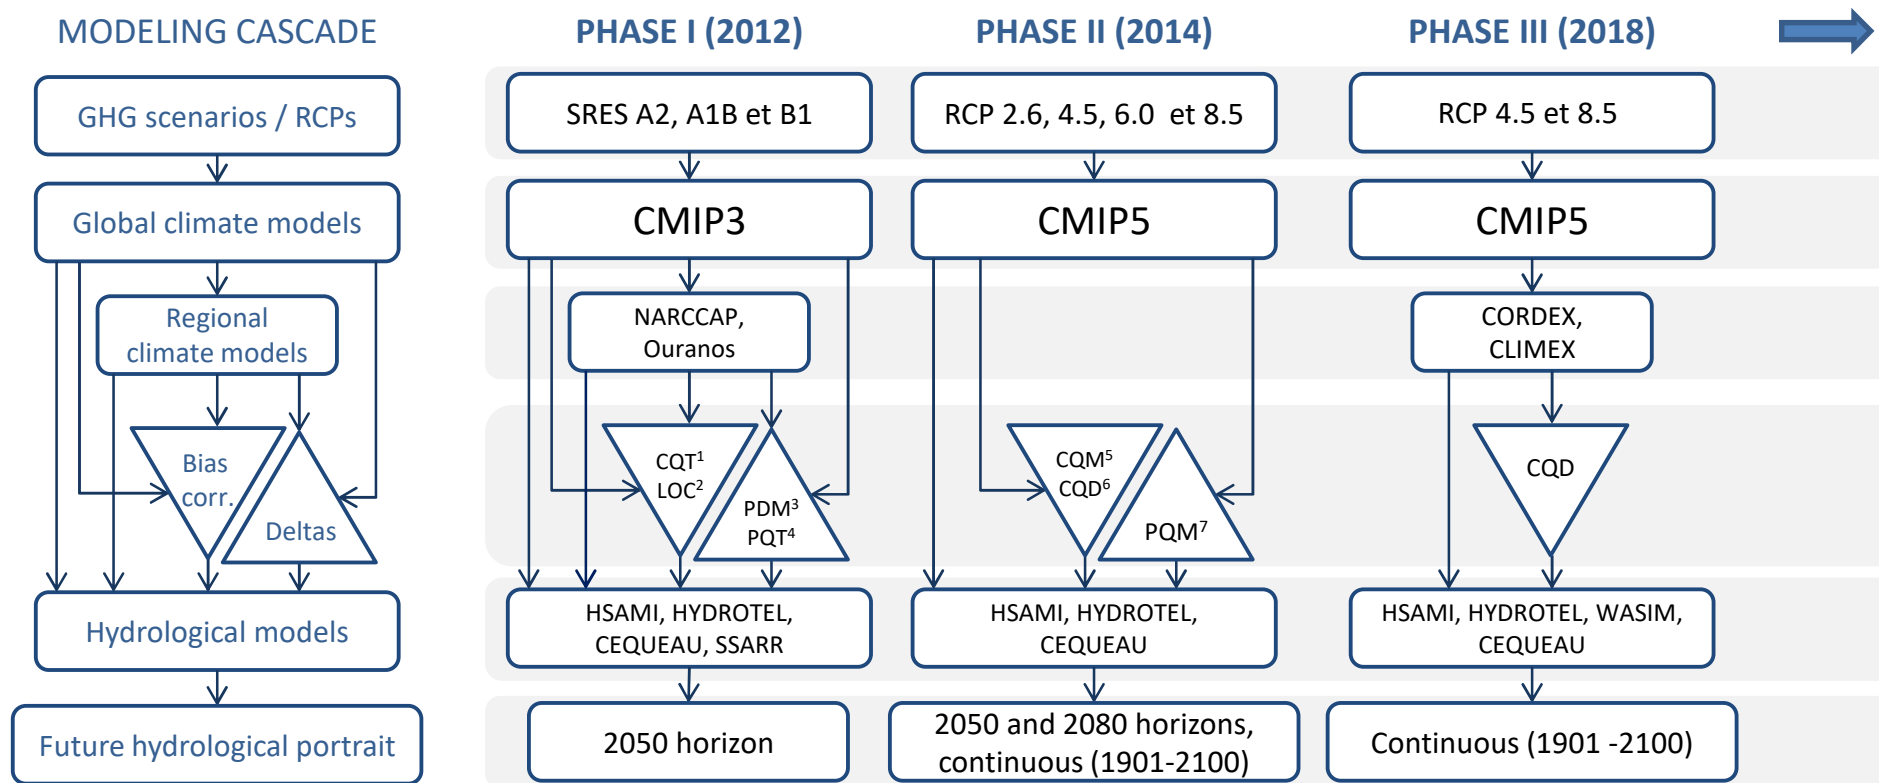 MODELING CASCADE
PHASE I (2012)
PHASE II (2014)
PHASE III (2018)
GHG scenarios / RCPs
SRES A2, A1B et B1
RCP 2.6, 4.5, 6.0 et 8.5
RCP 4.5 et 8.5
Global climate models
CMIP3
CMIP5
CMIP5
Regional
climate models
NARCCAP,
Ouranos
CORDEX,
CLIMEX
Bias
corr.
Deltas
CQT¹
LOC²
PDM³
PQT⁴
CQM⁵
CQD⁶
PQM⁷
CQD
Hydrological models
HSAMI, HYDROTEL,
CEQUEAU, SSARR
HSAMI, HYDROTEL,
CEQUEAU
HSAMI, HYDROTEL, WASIM,
CEQUEAU
Future hydrological portrait
2050 horizon
2050 and 2080 horizons,
continuous (1901-2100)
Continuous (1901 -2100)